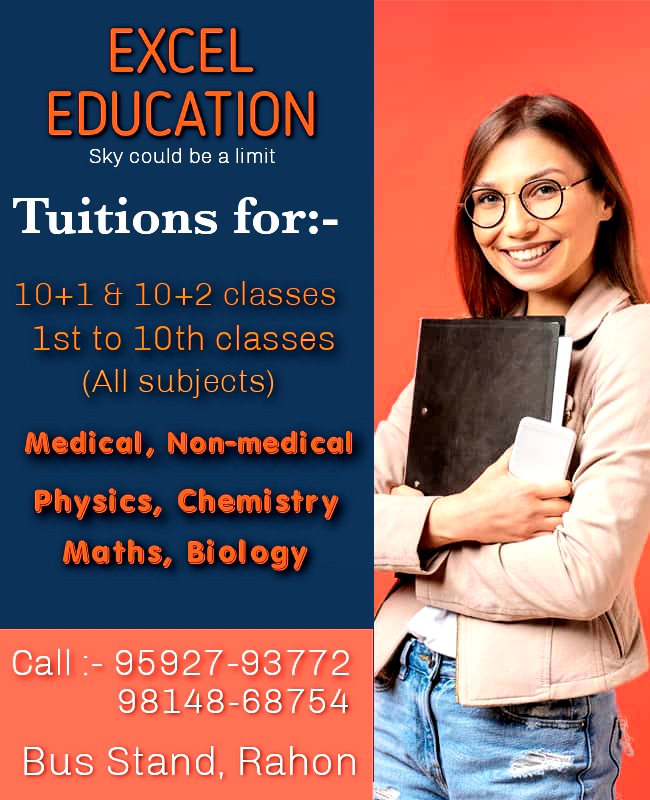 EXCEL
EDUCATION
Sky could be a limit
Tuitions for:-
10+1 & 10+2 classes
1st to 10th classes
(All subjects)
Medical, Non-medical
Physics, Chemistry
Maths, Biology
Call :- 95927-93772
98148-68754
Bus Stand, Rahon